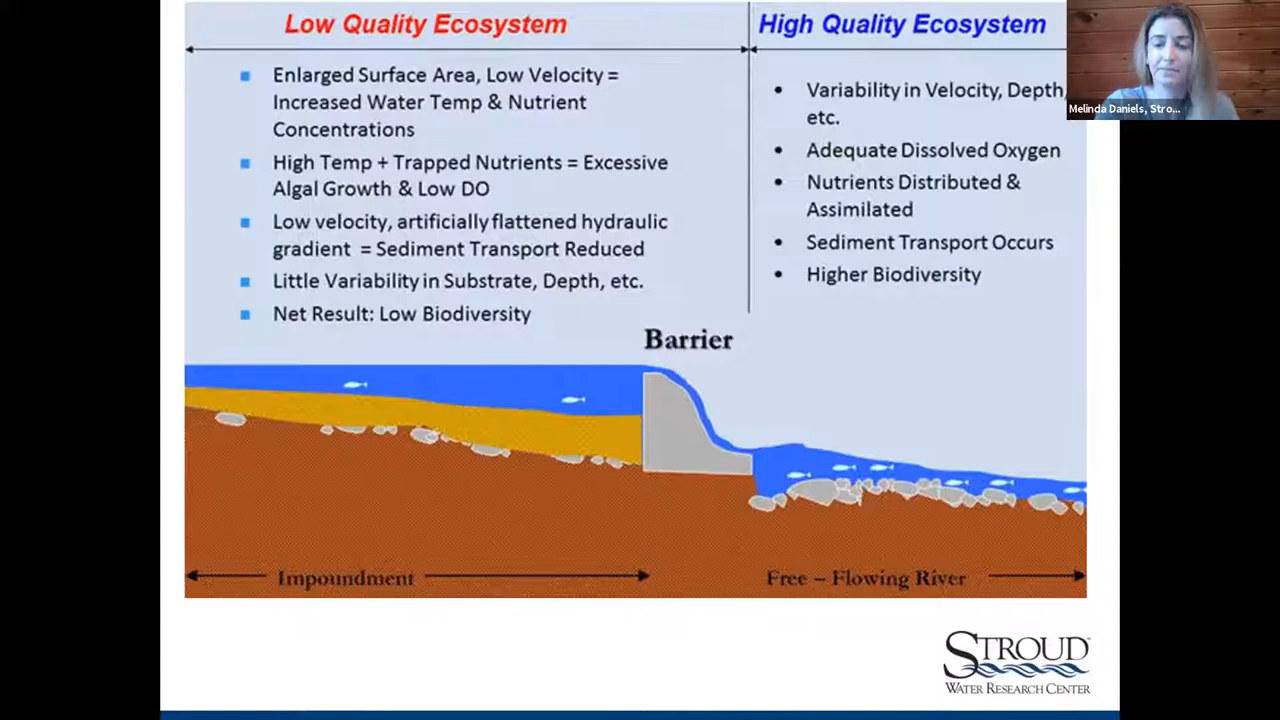 Low Quality Ecosystem
Enlarged Surface Area, Low Velocity =
Increased Water Temp & Nutrient
Concentrations
High Temp + Trapped Nutrients = Excessive
Algal Growth & Low DO
Low velocity, artificially flattened hydraulic
gradient = Sediment Transport Reduced
Little Variability in Substrate, Depth, etc.
Net Result: Low Biodiversity
High Quality Ecosystem
Variability in Velocity, Depth,
etc.
Adequate Dissolved Oxygen
Nutrients Distributed &
Assimilated
Sediment Transport Occurs
Higher Biodiversity
Melinda Daniels, Stro...
Barrier
Impoundment
Free – Flowing River
STROUD™
WATER RESEARCH CENTER